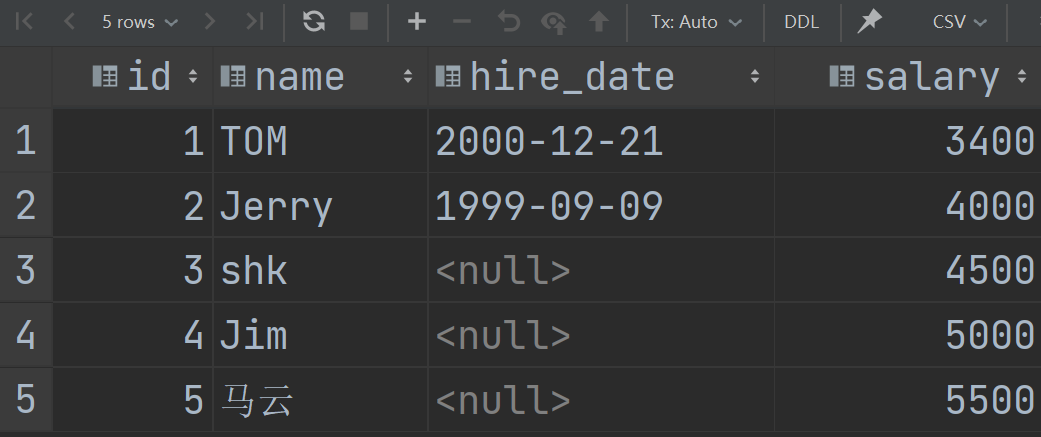 5 rows Tx: Auto DDL CSV
id name hire_date salary
1 1 TOM 2000-12-21 3400
2 2 Jerry 1999-09-09 4000
3 3 shk <null> 4500
4 4 Jim <null> 5000
5 5 马云 <null> 5500